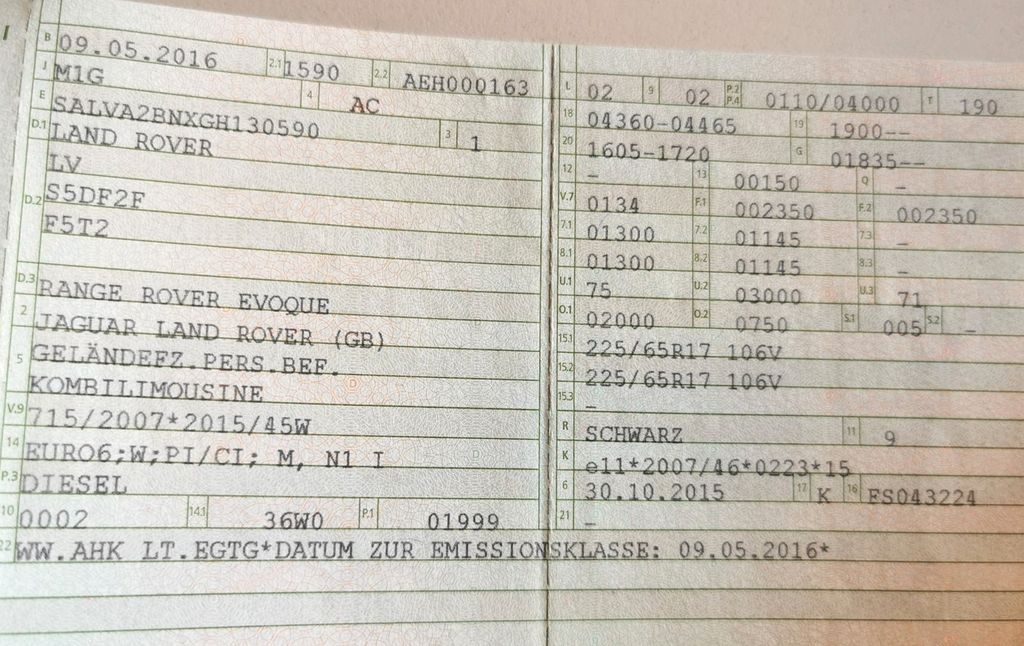 B 09.05.2016 2.1 1590 2.2 AEH000163
J M1G 4 AC
E SALVA2BNXGH130590 3 1
D.1 LAND ROVER
LV
D.2 S5DF2F
F5T2
D.3 RANGE ROVER EVOQUE
2 JAGUAR LAND ROVER (GB)
5 GELÄNDEFZ.PERS.BEF.
KOMBILIMOUSINE
V.9 715/2007*2015/45W
14 EURO6;W;PI/CI; M, N1 I
P.3 DIESEL
10 0002 14.1 36W0 P.1 01999
22 WW.AHK LT.EGTG*DATUM ZUR EMISSIONSKLASSE: 09.05.2016*
L 02 9 02 P.2 P.4 0110/04000 T 190
18 04360-04465 19 1900--
20 1605-1720 G 01835--
12 - 13 00150 Q -
V.7 0134 F.1 002350 F.2 002350
7.1 01300 7.2 01145 7.3 -
8.1 01300 8.2 01145 8.3 -
U.1 75 U.2 03000 U.3 71
O.1 02000 O.2 0750 S.1 005 S.2 -
15.1 225/65R17 106V
15.2 225/65R17 106V
15.3 -
R SCHWARZ 11 9
K e11*2007/46*0223*15
6 30.10.2015 17 K 16 FS043224
21 -